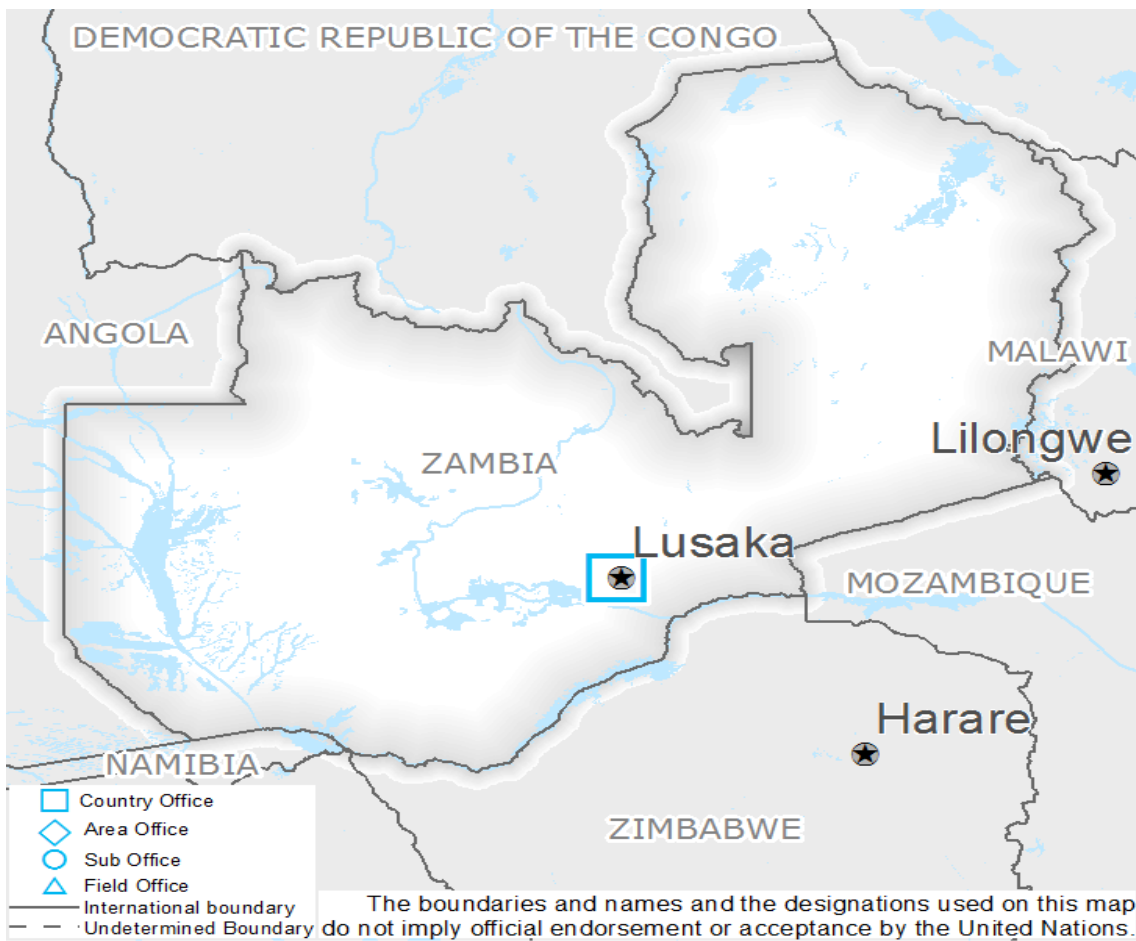 DEMOCRATIC REPUBLIC OF THE CONGO
ANGOLA
MALAWI
Lilongwe
ZAMBIA
Lusaka
MOZAMBIQUE
Harare
NAMIBIA
ZIMBABWE
Country Office
Area Office
Sub Office
Field Office
International boundary
Undetermined Boundary
The boundaries and names and the designations used on this map
do not imply official endorsement or acceptance by the United Nations.